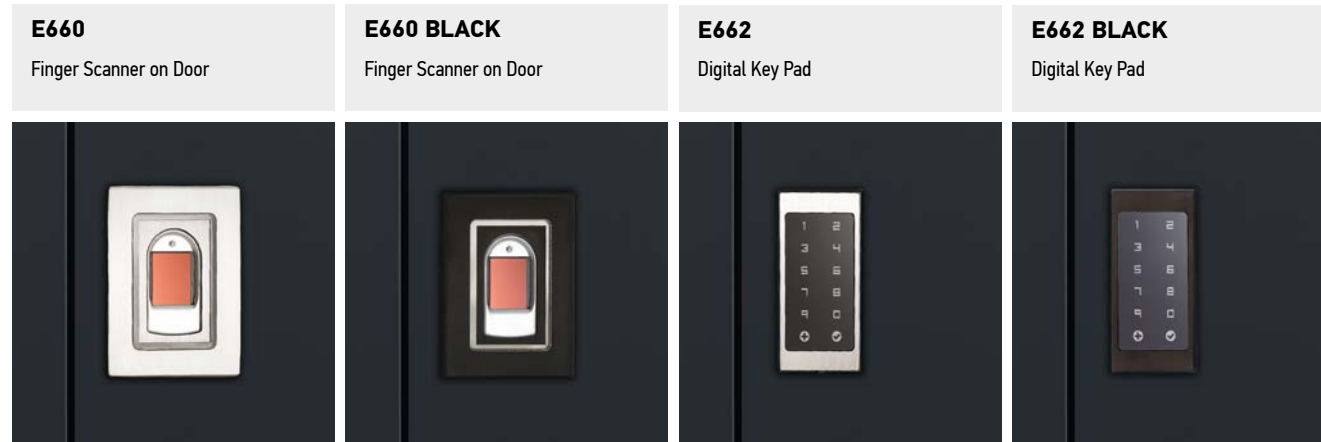 E660
Finger Scanner on Door
E660 BLACK
Finger Scanner on Door
E662
Digital Key Pad
E662 BLACK
Digital Key Pad
1 2
3 4
5 6
7 8
9 0
1 2
3 4
5 6
7 8
9 0